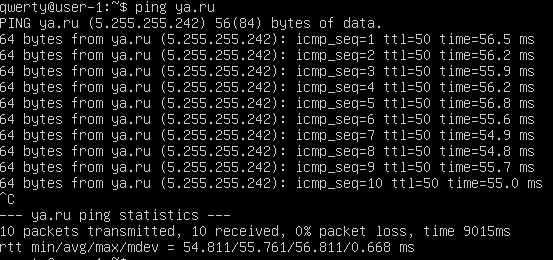 qwerty@user-1:~$ ping ya.ru
PING ya.ru (5.255.255.242) 56(84) bytes of data.
64 bytes from ya.ru (5.255.255.242): icmp_seq=1 ttl=50 time=56.5 ms
64 bytes from ya.ru (5.255.255.242): icmp_seq=2 ttl=50 time=56.2 ms
64 bytes from ya.ru (5.255.255.242): icmp_seq=3 ttl=50 time=55.9 ms
64 bytes from ya.ru (5.255.255.242): icmp_seq=4 ttl=50 time=56.2 ms
64 bytes from ya.ru (5.255.255.242): icmp_seq=5 ttl=50 time=56.8 ms
64 bytes from ya.ru (5.255.255.242): icmp_seq=6 ttl=50 time=55.6 ms
64 bytes from ya.ru (5.255.255.242): icmp_seq=7 ttl=50 time=54.9 ms
64 bytes from ya.ru (5.255.255.242): icmp_seq=8 ttl=50 time=54.8 ms
64 bytes from ya.ru (5.255.255.242): icmp_seq=9 ttl=50 time=55.7 ms
64 bytes from ya.ru (5.255.255.242): icmp_seq=10 ttl=50 time=55.0 ms
^C
--- ya.ru ping statistics ---
10 packets transmitted, 10 received, 0% packet loss, time 9015ms
rtt min/avg/max/mdev = 54.811/55.761/56.811/0.668 ms